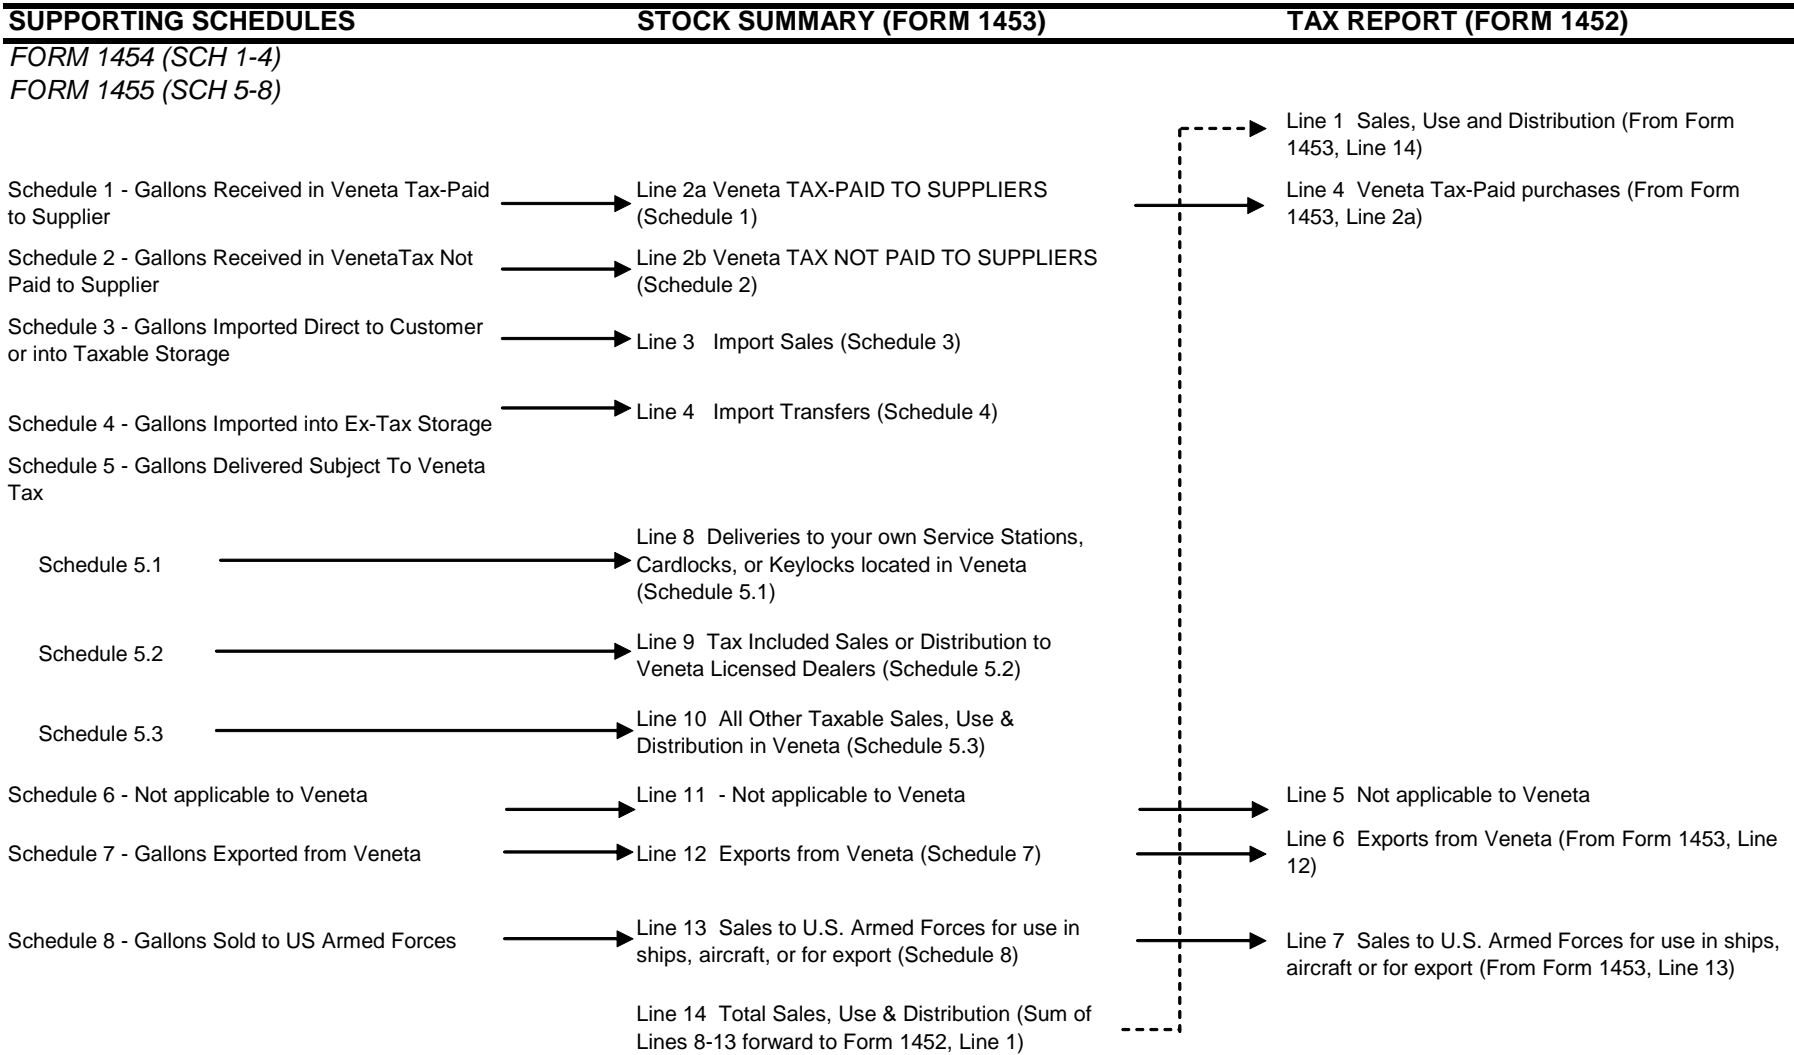 SUPPORTING SCHEDULES
STOCK SUMMARY (FORM 1453)
TAX REPORT (FORM 1452)
FORM 1454 (SCH 1-4)
FORM 1455 (SCH 5-8)
Line 1 Sales, Use and Distribution (From Form
1453, Line 14)
Schedule 1 - Gallons Received in Veneta Tax-Paid
to Supplier
Line 2a Veneta TAX-PAID TO SUPPLIERS
(Schedule 1)
Line 4 Veneta Tax-Paid purchases (From Form
1453, Line 2a)
Schedule 2 - Gallons Received in VenetaTax Not
Paid to Supplier
Line 2b Veneta TAX NOT PAID TO SUPPLIERS
(Schedule 2)
Schedule 3 - Gallons Imported Direct to Customer
or into Taxable Storage
Line 3 Import Sales (Schedule 3)
Schedule 4 - Gallons Imported into Ex-Tax Storage
Line 4 Import Transfers (Schedule 4)
Schedule 5 - Gallons Delivered Subject To Veneta
Tax
Schedule 5.1
Line 8 Deliveries to your own Service Stations,
Cardlocks, or Keylocks located in Veneta
(Schedule 5.1)
Schedule 5.2
Line 9 Tax Included Sales or Distribution to
Veneta Licensed Dealers (Schedule 5.2)
Schedule 5.3
Line 10 All Other Taxable Sales, Use &
Distribution in Veneta (Schedule 5.3)
Schedule 6 - Not applicable to Veneta
Line 11 - Not applicable to Veneta
Line 5 Not applicable to Veneta
Schedule 7 - Gallons Exported from Veneta
Line 12 Exports from Veneta (Schedule 7)
Line 6 Exports from Veneta (From Form 1453, Line
12)
Schedule 8 - Gallons Sold to US Armed Forces
Line 13 Sales to U.S. Armed Forces for use in
ships, aircraft, or for export (Schedule 8)
Line 7 Sales to U.S. Armed Forces for use in ships,
aircraft or for export (From Form 1453, Line 13)
Line 14 Total Sales, Use & Distribution (Sum of
Lines 8-13 forward to Form 1452, Line 1)